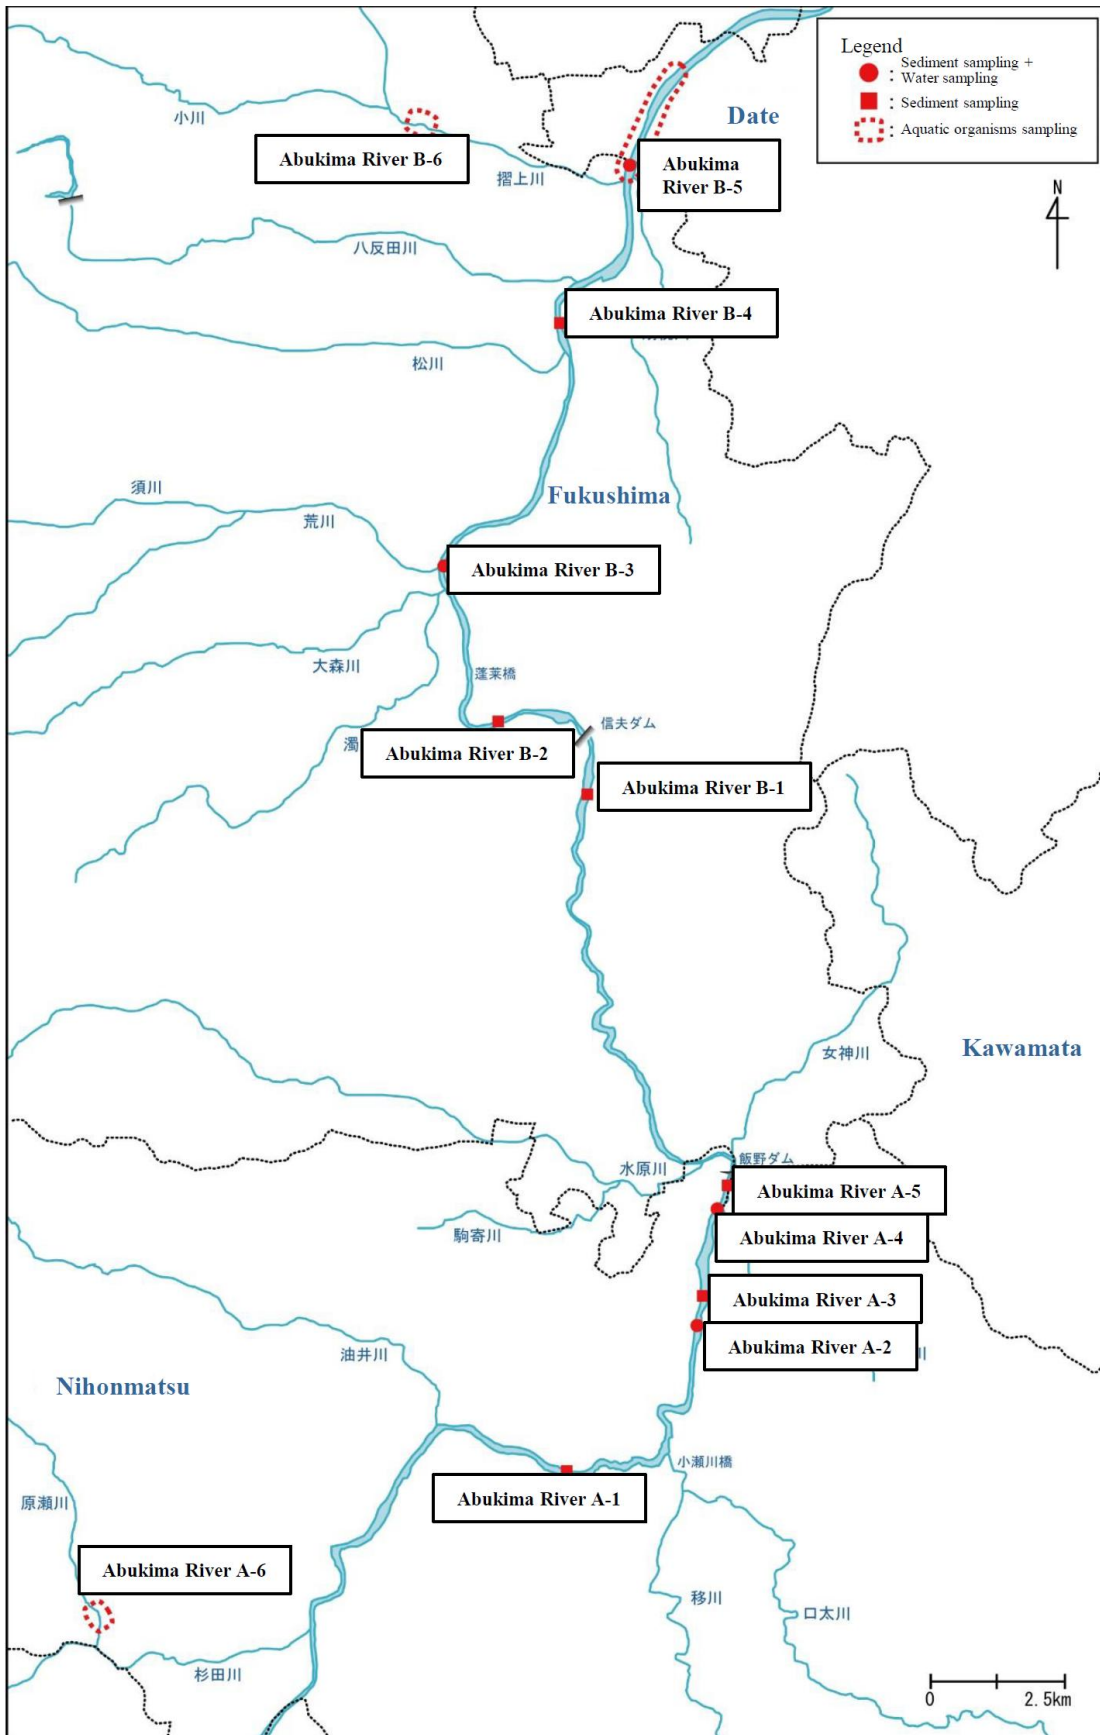 Legend
: Sediment sampling +
Water sampling
: Sediment sampling
: Aquatic organisms sampling
N
Date
小川
Abukima River B-6
摺上川
Abukima
River B-5
八反田川
Abukima River B-4
松川
Fukushima
須川
荒川
Abukima River B-3
大森川
蓬莱橋
信夫ダム
濁
Abukima River B-2
Abukima River B-1
Kawamata
女神川
飯野ダム
水原川
Abukima River A-5
駒寄川
Abukima River A-4
Abukima River A-3
Abukima River A-2
川
油井川
Nihonmatsu
小瀬川橋
原瀬川
Abukima River A-1
Abukima River A-6
移川
口太川
杉田川
0 2.5km